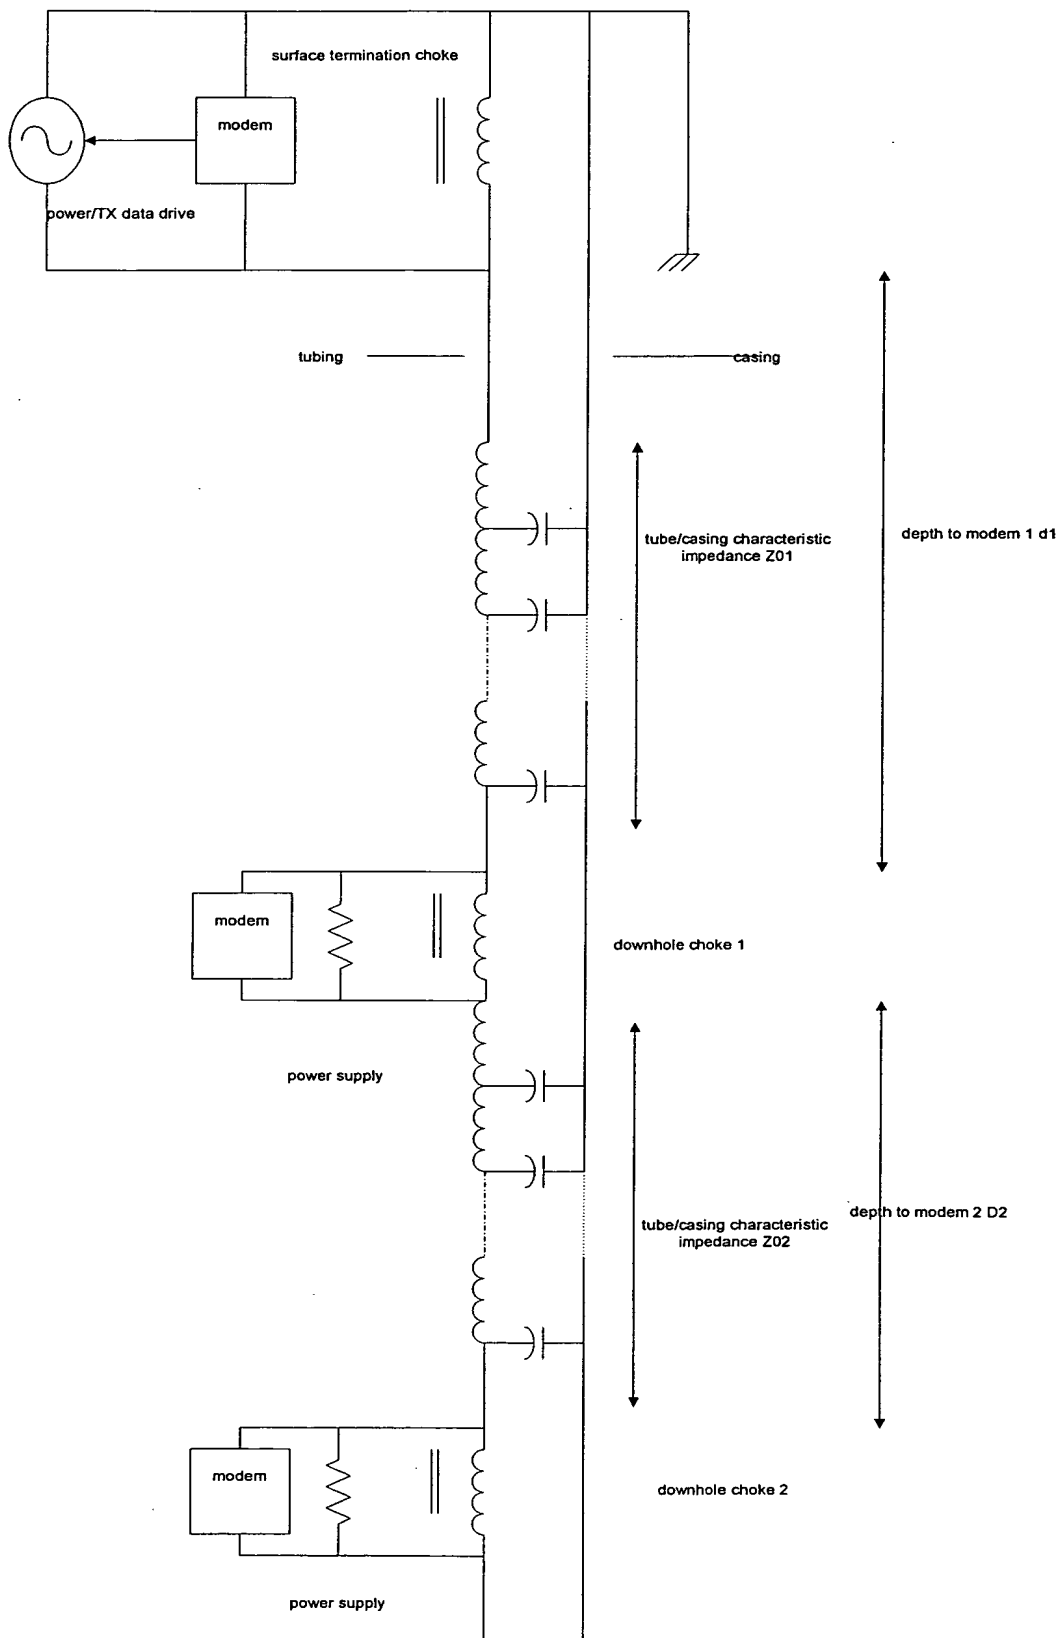 surface termination choke
modem
power/TX data drive
tubing
casing
tube/casing characteristic
impedance Z01
depth to modem 1 d1
modem
downhole choke 1
power supply
tube/casing characteristic
impedance Z02
depth to modem 2 D2
modem
downhole choke 2
power supply